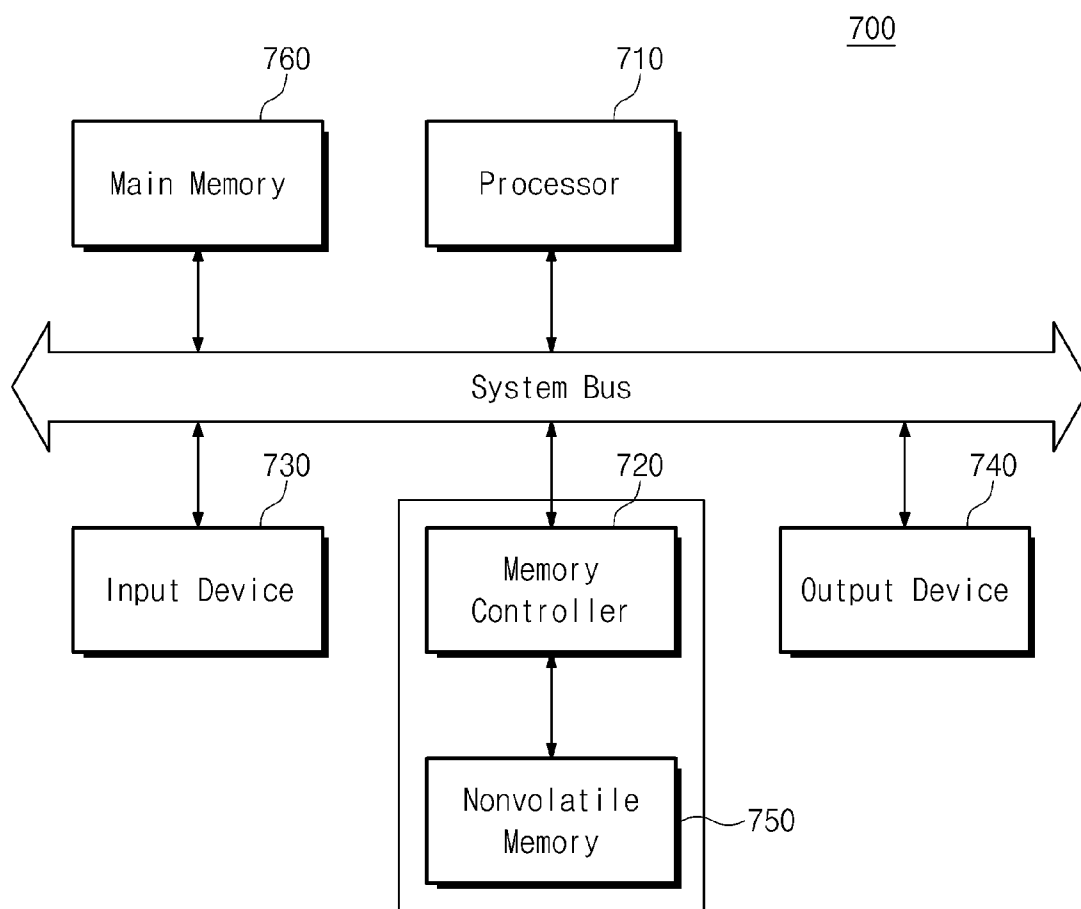 700
760
710
Main Memory
Processor
System Bus
730
720
740
Input Device
Memory
Controller
Output Device
Nonvolatile
Memory
750